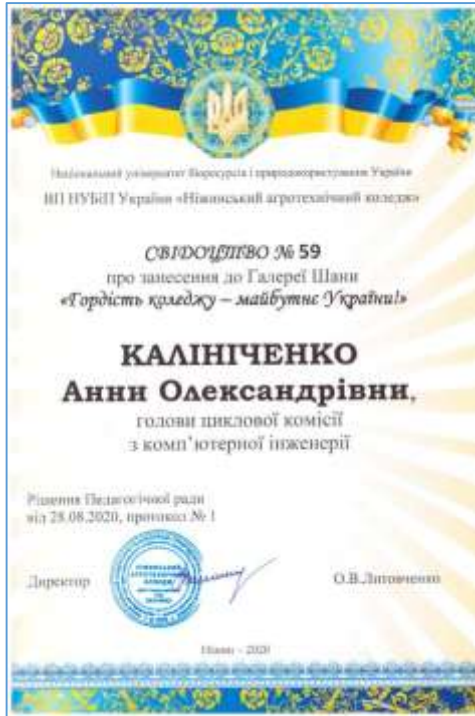 Національний університет біоресурсів і природокористування України
ВП НУБіП України «Ніжинський агротехнічний коледж»
СВІДОЦТВО № 59
про занесення до Галереї Шани
«Гордість коледжу – майбутнє України!»
КАЛІНІЧЕНКО
Анни Олександрівни,
голови циклової комісії
з комп’ютерної інженерії
Рішення Педагогічної ради
від 28.08.2020, протокол № 1
Директор
О.В.Литовченко
Ніжин – 2020